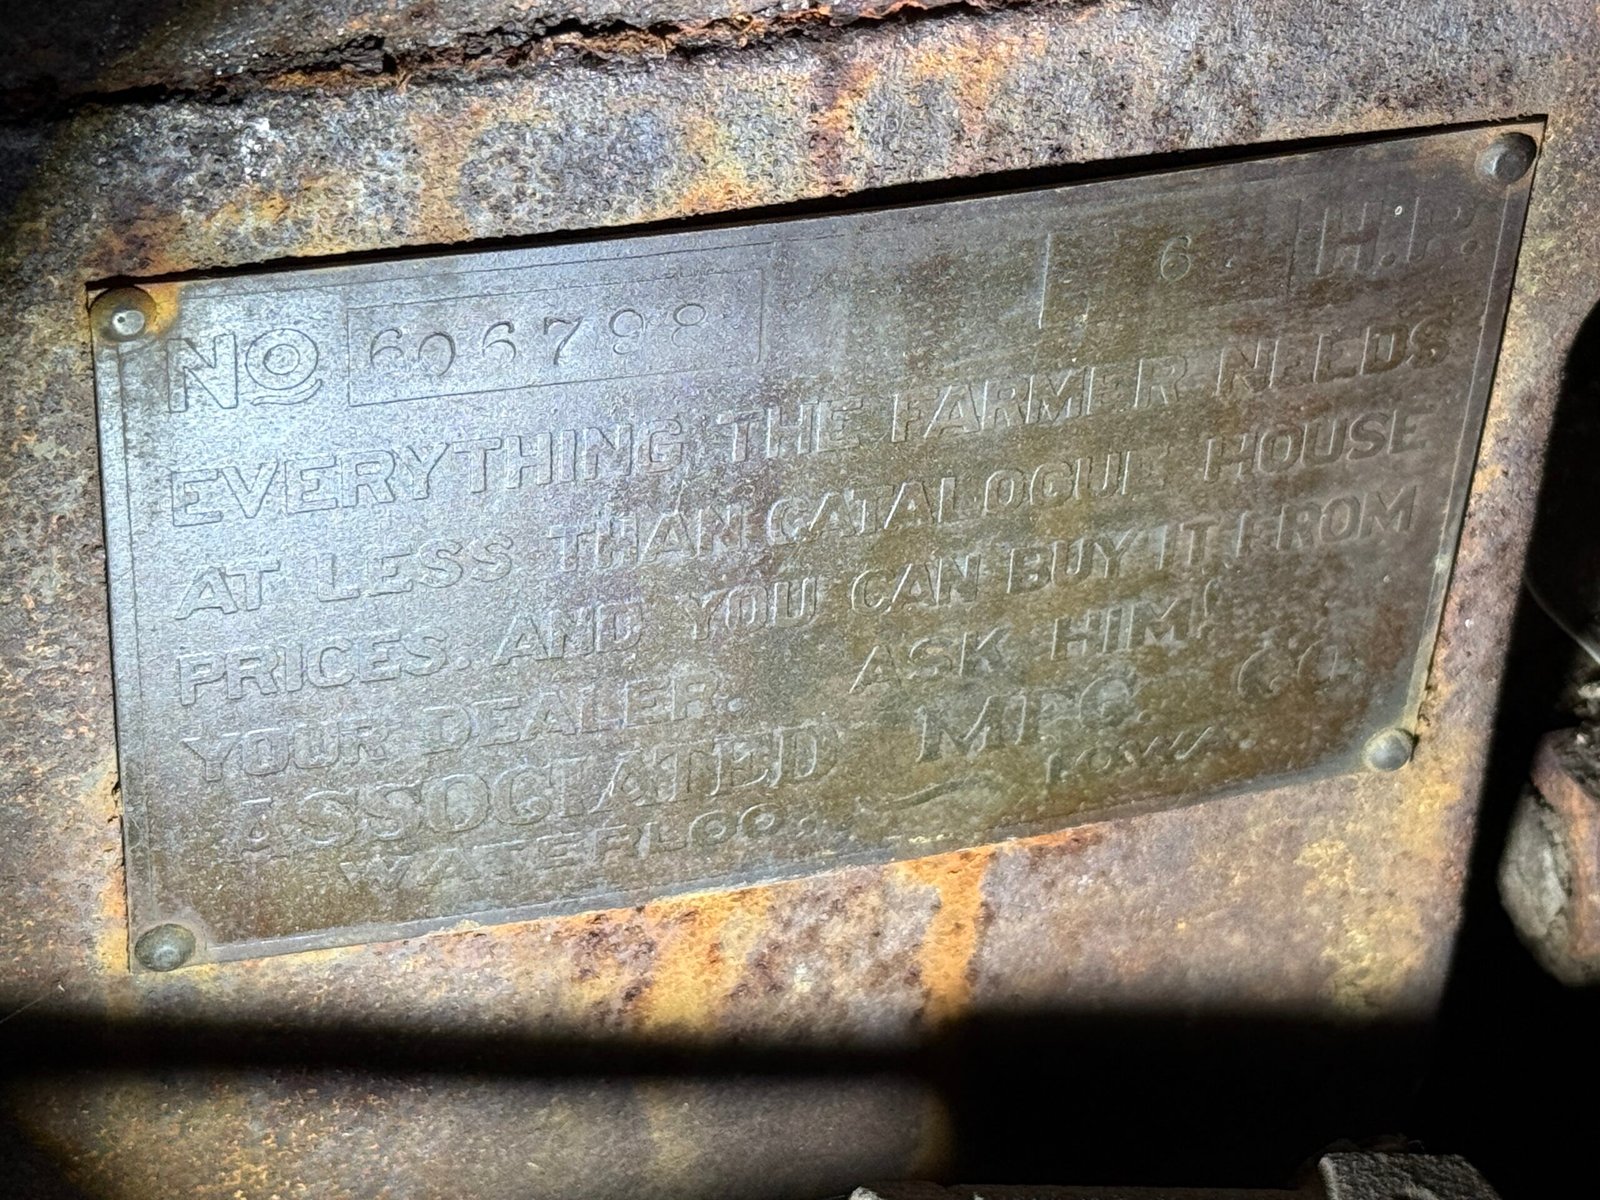 NO 606798 6 H.P.
EVERYTHING THE FARMER NEEDS
AT LESS THAN CATALOGUE HOUSE
PRICES. AND YOU CAN BUY IT FROM
YOUR DEALER. ASK HIM!
ASSOCIATED MFG. CO.
WATERLOO, IOWA